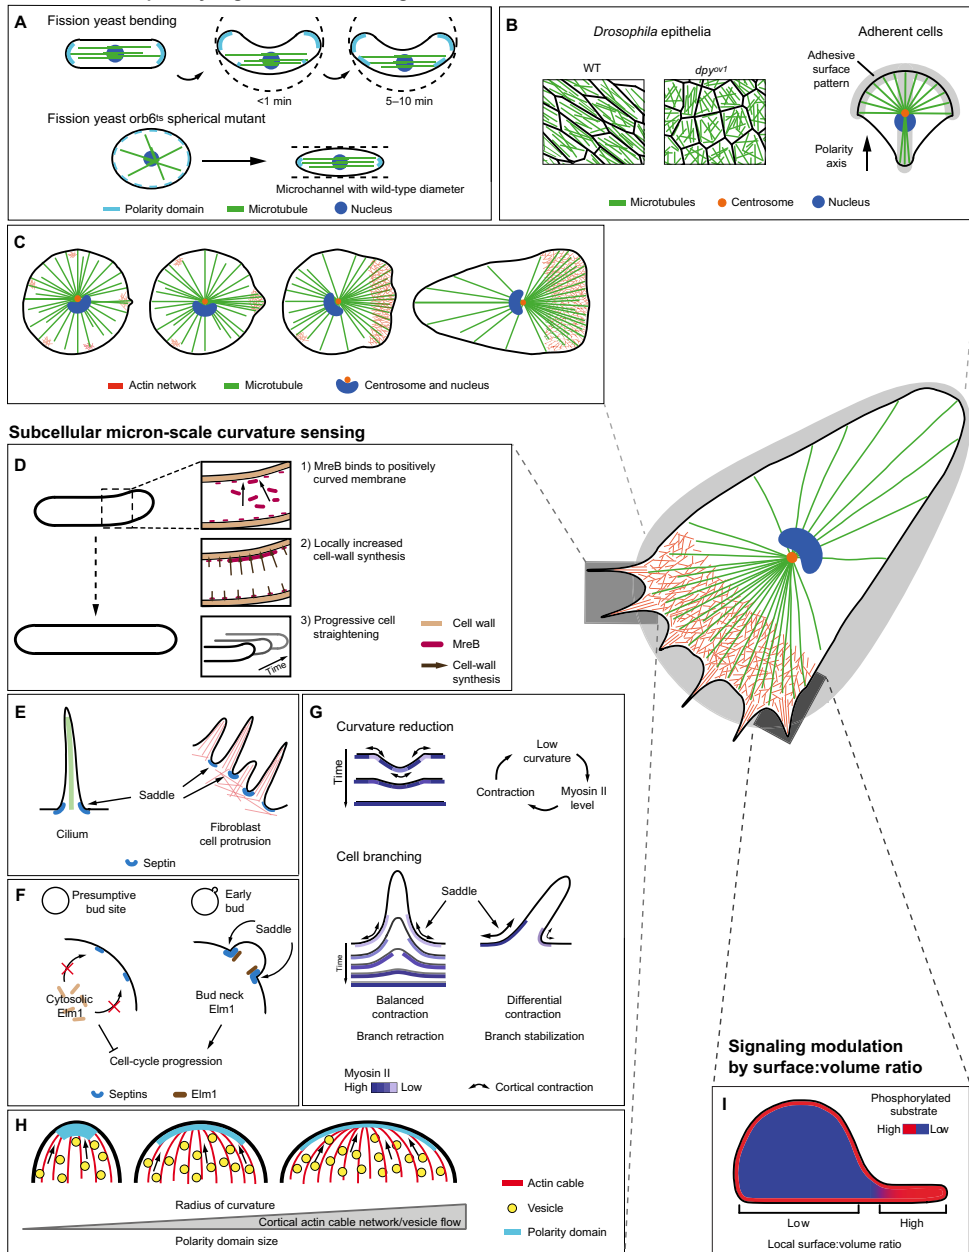 A
Fission yeast bending
<1 min
5–10 min
Fission yeast orb6ts spherical mutant
Microchannel with wild-type diameter
Polarity domain
Microtubule
Nucleus
B
Drosophila epithelia
Adherent cells
WT
dpyov1
Adhesive
surface
pattern
Polarity
axis
Microtubules
Centrosome
Nucleus
C
Actin network
Microtubule
Centrosome and nucleus
Subcellular micron-scale curvature sensing
D
1) MreB binds to positively
curved membrane
2) Locally increased
cell-wall synthesis
3) Progressive cell
straightening
Time
Cell wall
MreB
Cell-wall
synthesis
E
Saddle
Cilium
Fibroblast
cell protrusion
Septin
F
Presumptive
bud site
Early
bud
Saddle
Cytosolic
Elm1
Bud neck
Elm1
Cell-cycle progression
Septins
Elm1
G
Curvature reduction
Time
Low
curvature
Contraction
Myosin II
level
Cell branching
Saddle
Time
Balanced
contraction
Differential
contraction
Branch retraction
Branch stabilization
Myosin II
High
Low
Cortical contraction
H
Radius of curvature
Cortical actin cable network/vesicle flow
Polarity domain size
Actin cable
Vesicle
Polarity domain
Signaling modulation
by surface:volume ratio
I
Phosphorylated
substrate
High
Low
Low
High
Local surface:volume ratio